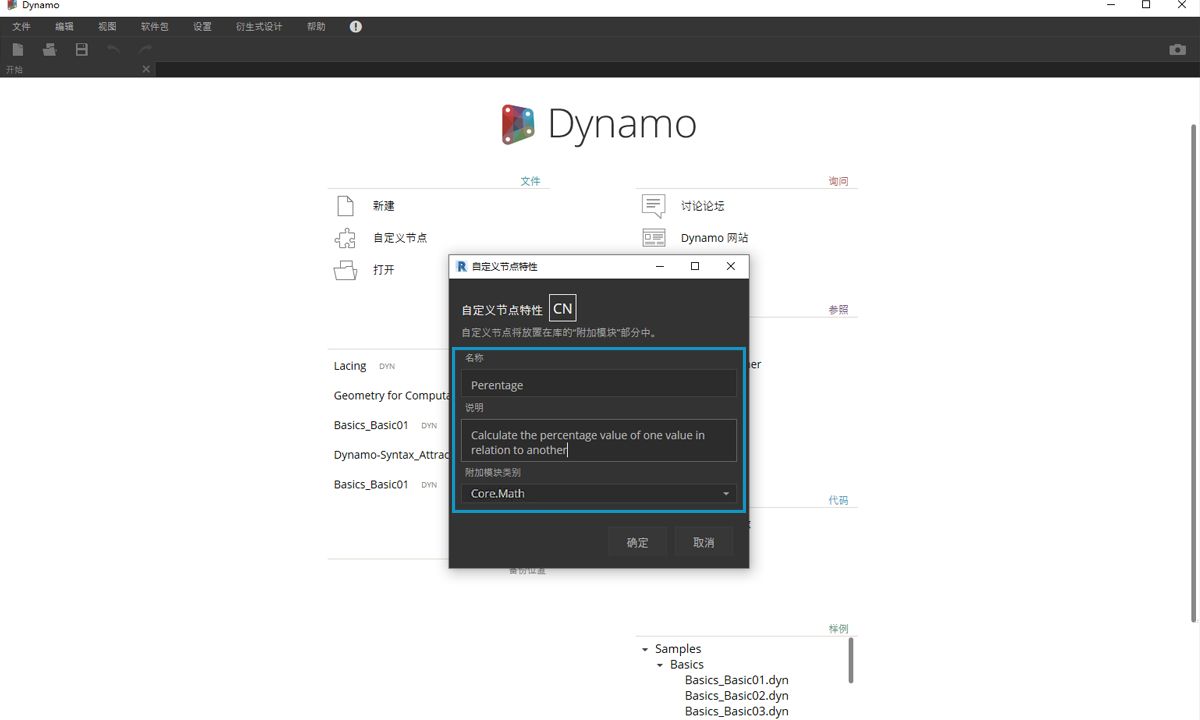 Dynamo
文件 编辑 视图 软件包 设置 衍生式设计 帮助
开始
Dynamo
文件
新建
自定义节点
打开
询问
讨论论坛
Dynamo 网站
参照
Lacing DYN
Geometry for Computa
Basics_Basic01 DYN
Dynamo-Syntax_Attrac
Basics_Basic01 DYN
备份位置
代码
样例
Samples
Basics
Basics_Basic01.dyn
Basics_Basic02.dyn
Basics_Basic03.dyn
R 自定义节点特性
自定义节点特性 CN
自定义节点将放置在库的“附加模块”部分中。
名称
Perentage
说明
Calculate the percentage value of one value in
relation to another
附加模块类别
Core.Math
确定 取消